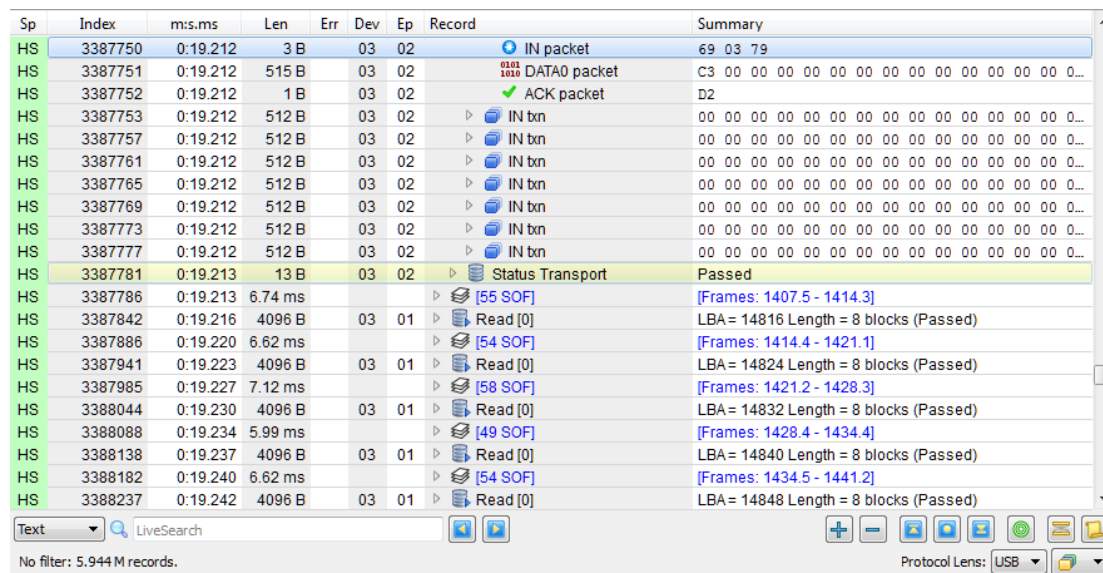 Sp Index m:s.ms Len Err Dev Ep Record Summary
HS 3387750 0:19.212 3 B 03 02 IN packet 69 03 79
HS 3387751 0:19.212 515 B 03 02 DATA0 packet C3 00 00 00 00 00 00 00 00 00 00 00 00 00 0...
HS 3387752 0:19.212 1 B 03 02 ACK packet D2
HS 3387753 0:19.212 512 B 03 02 IN txn 00 00 00 00 00 00 00 00 00 00 00 00 00 00 0...
HS 3387757 0:19.212 512 B 03 02 IN txn 00 00 00 00 00 00 00 00 00 00 00 00 00 00 0...
HS 3387761 0:19.212 512 B 03 02 IN txn 00 00 00 00 00 00 00 00 00 00 00 00 00 00 0...
HS 3387765 0:19.212 512 B 03 02 IN txn 00 00 00 00 00 00 00 00 00 00 00 00 00 00 0...
HS 3387769 0:19.212 512 B 03 02 IN txn 00 00 00 00 00 00 00 00 00 00 00 00 00 00 0...
HS 3387773 0:19.212 512 B 03 02 IN txn 00 00 00 00 00 00 00 00 00 00 00 00 00 00 0...
HS 3387777 0:19.212 512 B 03 02 IN txn 00 00 00 00 00 00 00 00 00 00 00 00 00 00 0...
HS 3387781 0:19.213 13 B 03 02 Status Transport Passed
HS 3387786 0:19.213 6.74 ms [55 SOF] [Frames: 1407.5 - 1414.3]
HS 3387842 0:19.216 4096 B 03 01 Read [0] LBA = 14816 Length = 8 blocks (Passed)
HS 3387886 0:19.220 6.62 ms [54 SOF] [Frames: 1414.4 - 1421.1]
HS 3387941 0:19.223 4096 B 03 01 Read [0] LBA = 14824 Length = 8 blocks (Passed)
HS 3387985 0:19.227 7.12 ms [58 SOF] [Frames: 1421.2 - 1428.3]
HS 3388044 0:19.230 4096 B 03 01 Read [0] LBA = 14832 Length = 8 blocks (Passed)
HS 3388088 0:19.234 5.99 ms [49 SOF] [Frames: 1428.4 - 1434.4]
HS 3388138 0:19.237 4096 B 03 01 Read [0] LBA = 14840 Length = 8 blocks (Passed)
HS 3388182 0:19.240 6.62 ms [54 SOF] [Frames: 1434.5 - 1441.2]
HS 3388237 0:19.242 4096 B 03 01 Read [0] LBA = 14848 Length = 8 blocks (Passed)
Text LiveSearch
No filter: 5.944 M records. Protocol Lens: USB